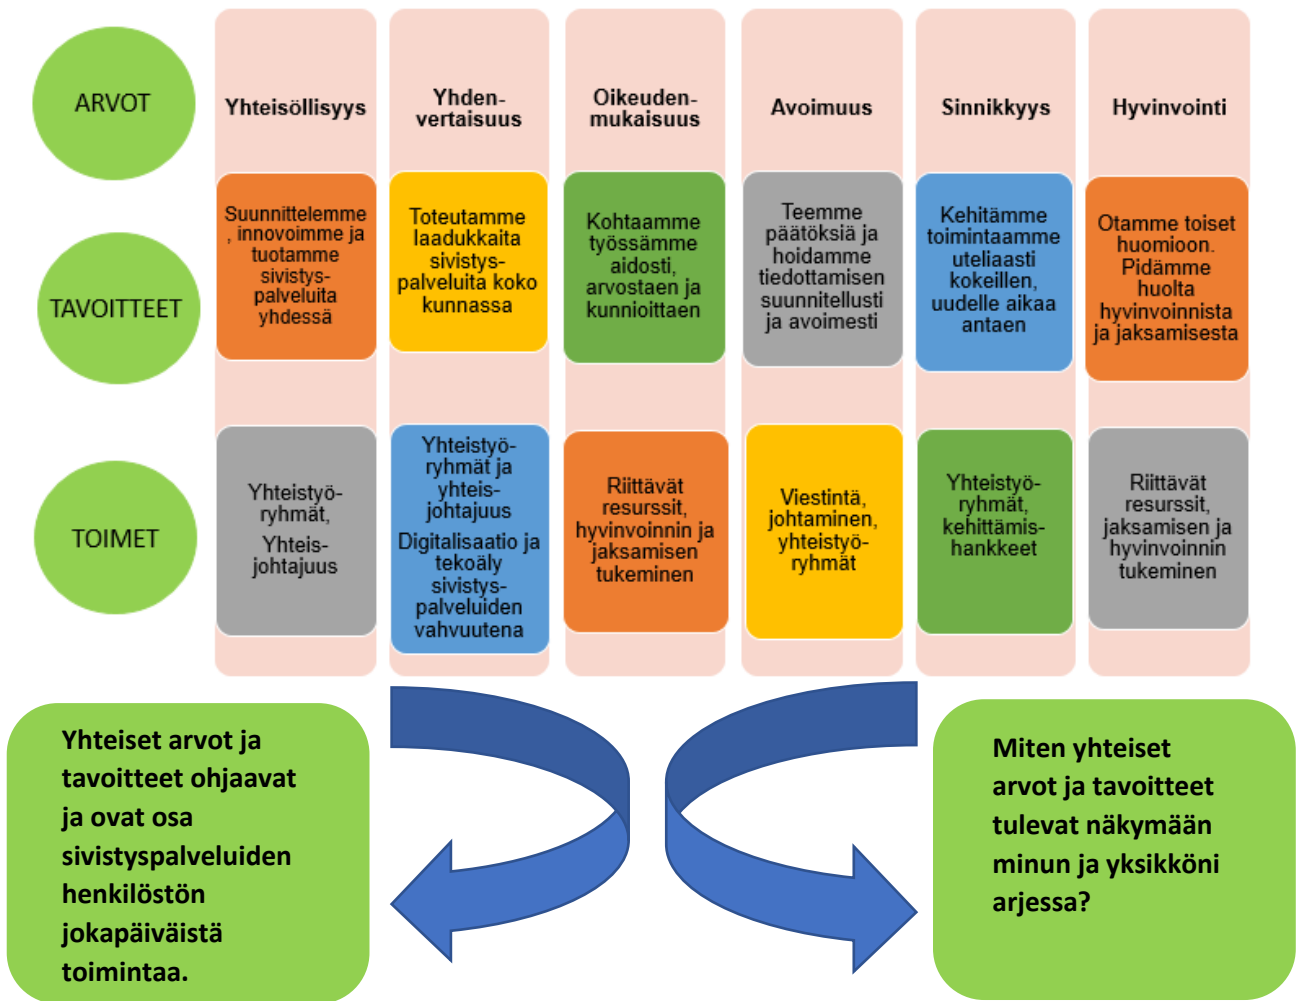 ARVOT
Yhteisöllisyys
Yhden-
vertaisuus
Oikeuden-
mukaisuus
Avoimuus
Sinnikkyys
Hyvinvointi
TAVOITTEET
Suunnittelemme
, innovoimme ja
tuotamme
sivistys-
palveluita
yhdessä
Toteutamme
laadukkaita
sivistys-
palveluita koko
kunnassa
Kohtaamme
työssämme
aidosti,
arvostaen ja
kunnioittaen
Teemme
päätöksiä ja
hoidamme
tiedottamisen
suunnitellusti
ja avoimesti
Kehitämme
toimintaamme
uteliaasti
kokeillen,
uudelle aikaa
antaen
Otamme toiset
huomioon.
Pidämme
huolta
hyvinvoinnista
ja jaksamisesta
TOIMET
Yhteistyö-
ryhmät,
Yhteis-
johtajuus
Yhteistyö-
ryhmät ja
yhteis-
johtajuus
Digitalisaatio ja
tekoäly
sivistys-
palveluiden
vahvuutena
Riittävät
resurssit,
hyvinvoinnin ja
jaksamisen
tukeminen
Viestintä,
johtaminen,
yhteistyö-
ryhmät
Yhteistyö-
ryhmät,
kehittämis-
hankkeet
Riittävät
resurssit,
jaksamisen ja
hyvinvoinnin
tukeminen
Yhteiset arvot ja
tavoitteet ohjaavat
ja ovat osa
sivistyspalveluiden
henkilöstön
jokapäiväistä
toimintaa.
Miten yhteiset
arvot ja tavoitteet
tulevat näkymään
minun ja yksikköni
arjessa?